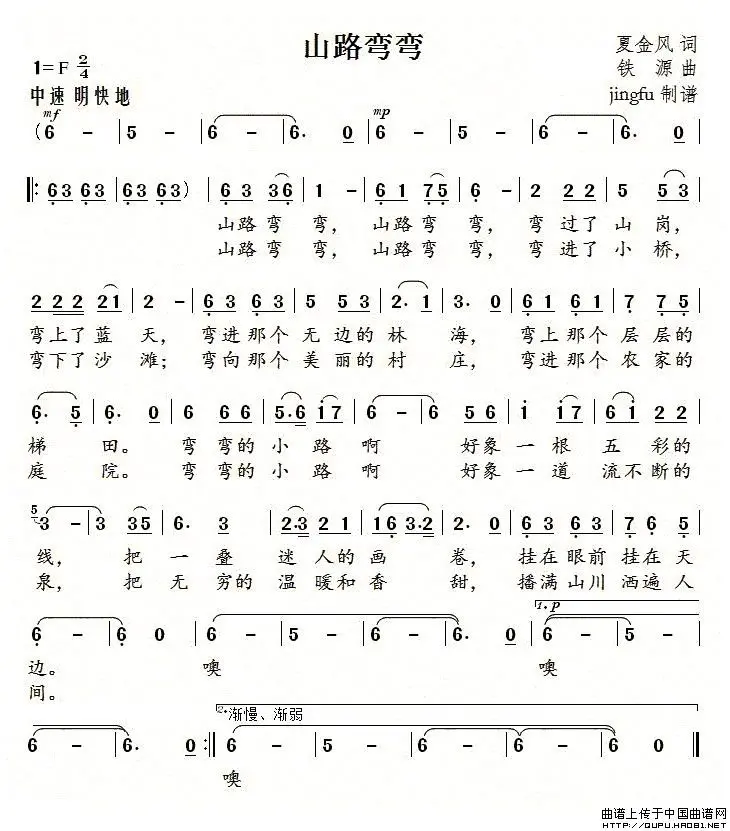 山路弯弯
1=F 2/4
夏金风 词
铁 源 曲
中速 明快地
jingfu 制谱
mf mp
(6 - | 5 - | 6 - | 6. 0 | 6 - | 5 - | 6 - | 6. 0 |
|: 63 63 | 63 63) | 63 336 | 1 - | 61 75 | 6 - | 2 222 | 5 553 |
山路 弯 弯, 山路 弯 弯, 弯 过了 山 岗,
山路 弯 弯, 山路 弯 弯, 弯 进了 小 桥,
222 21 | 2 - | 63 63 | 5 53 | 2. 1 | 3. 0 | 61 61 | 7 75 |
弯上了 蓝 天, 弯进 那个 无 边的 林 海, 弯上 那个 层 层的
弯下了 沙 滩; 弯向 那个 美 丽的 村 庄, 弯进 那个 农 家的
6. 5 | 6. 0 | 6 66 | 5.6 17 | 6 - | 6 56 | 1 17 | 61 22 |
梯 田。 弯 弯的 小 路 啊 好象 一 根 五 彩的
庭 院。 弯 弯的 小 路 啊 好象 一 道 流不 断的
5 3 - | 3 35 | 6. 3 | 2.3 21 | 16 3.2 | 2. 0 | 63 63 | 6 5 |
线, 把 一 叠 迷 人的 画 卷, 挂在 眼前 挂在 天
泉, 把 无 穷的 温 暖和 香 甜, 播满 山川 洒遍 人
1. p
6 - | 6 0 | 6 - | 5 - | 6 - | 6. 0 | 6 - | 5 - |
边。 噢 噢
间。
2. 渐慢、渐弱
6 - | 6. 0 :| 6 - | 5 - | 6 - | 6 - | 6 0 ‖
噢
曲谱上传于中国曲谱网
HTTP://QUPU.HAO81.NET